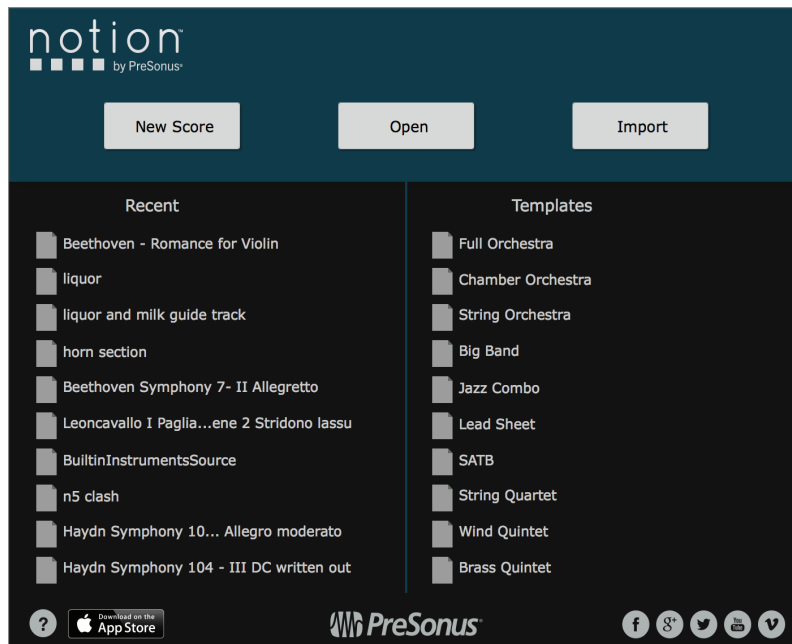 notion™
by PreSonus®
New Score
Open
Import
Recent
Beethoven - Romance for Violin
liquor
liquor and milk guide track
horn section
Beethoven Symphony 7- II Allegretto
Leoncavallo I Paglia...ene 2 Stridono lassu
BuiltinInstrumentsSource
n5 clash
Haydn Symphony 10... Allegro moderato
Haydn Symphony 104 - III DC written out
Templates
Full Orchestra
Chamber Orchestra
String Orchestra
Big Band
Jazz Combo
Lead Sheet
SATB
String Quartet
Wind Quintet
Brass Quintet
?
Download on the
App Store
PreSonus®
f
g+
You
Tube
v